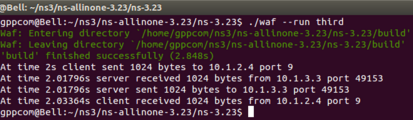 @Bell: ~/ns3/ns-allinone-3.23/ns-3.23
gppcom@Bell:~/ns3/ns-allinone-3.23/ns-3.23$ ./waf --run third
Waf: Entering directory `/home/gppcom/ns3/ns-allinone-3.23/ns-3.23/build'
Waf: Leaving directory `/home/gppcom/ns3/ns-allinone-3.23/ns-3.23/build'
'build' finished successfully (2.848s)
At time 2s client sent 1024 bytes to 10.1.2.4 port 9
At time 2.01796s server received 1024 bytes from 10.1.3.3 port 49153
At time 2.01796s server sent 1024 bytes to 10.1.3.3 port 49153
At time 2.03364s client received 1024 bytes from 10.1.2.4 port 9
gppcom@Bell:~/ns3/ns-allinone-3.23/ns-3.23$